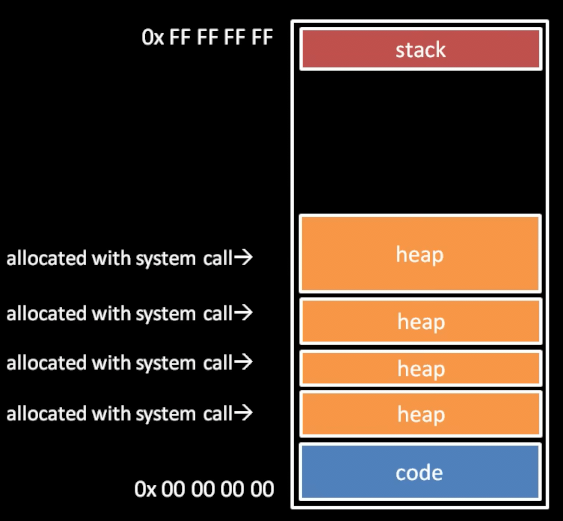 0x FF FF FF FF
stack
allocated with system call→
heap
allocated with system call→
heap
allocated with system call→
heap
allocated with system call→
heap
code
0x 00 00 00 00